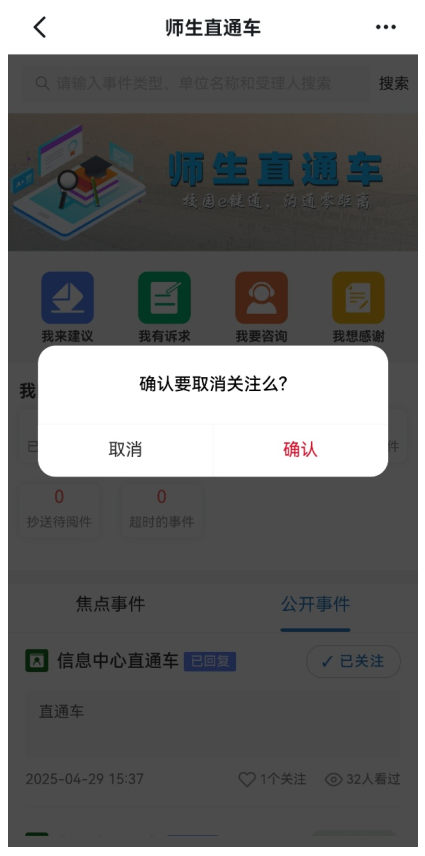 师生直通车
请输入事件类型、单位名称和受理人搜索 搜索
师生直通车
校园e键通，沟通零距离
我来建议 我有诉求 我要咨询 我想感谢
我
确认要取消关注么？
已 件
取消 确认
0 0
抄送待阅件 超时的事件
焦点事件 公开事件
信息中心直通车 已回复 已关注
直通车
2025-04-29 15:37 1个关注 32人看过